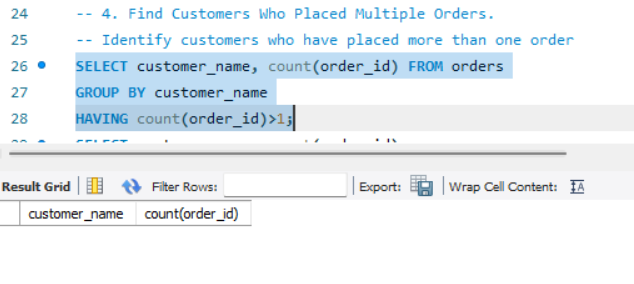 24 -- 4. Find Customers Who Placed Multiple Orders.
25 -- Identify customers who have placed more than one order
26 SELECT customer_name, count(order_id) FROM orders
27 GROUP BY customer_name
28 HAVING count(order_id)>1;
Result Grid Filter Rows: Export: Wrap Cell Content: IA
customer_name count(order_id)